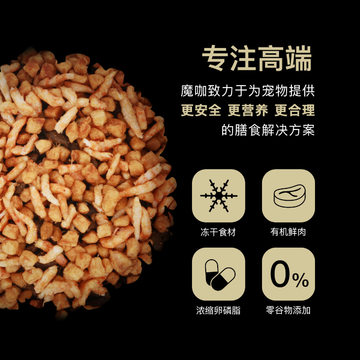 专注高端
魔咖致力于为宠物提供
更安全 更营养 更合理
的膳食解决方案
冻干食材
有机鲜肉
0%
浓缩卵磷脂
零谷物添加